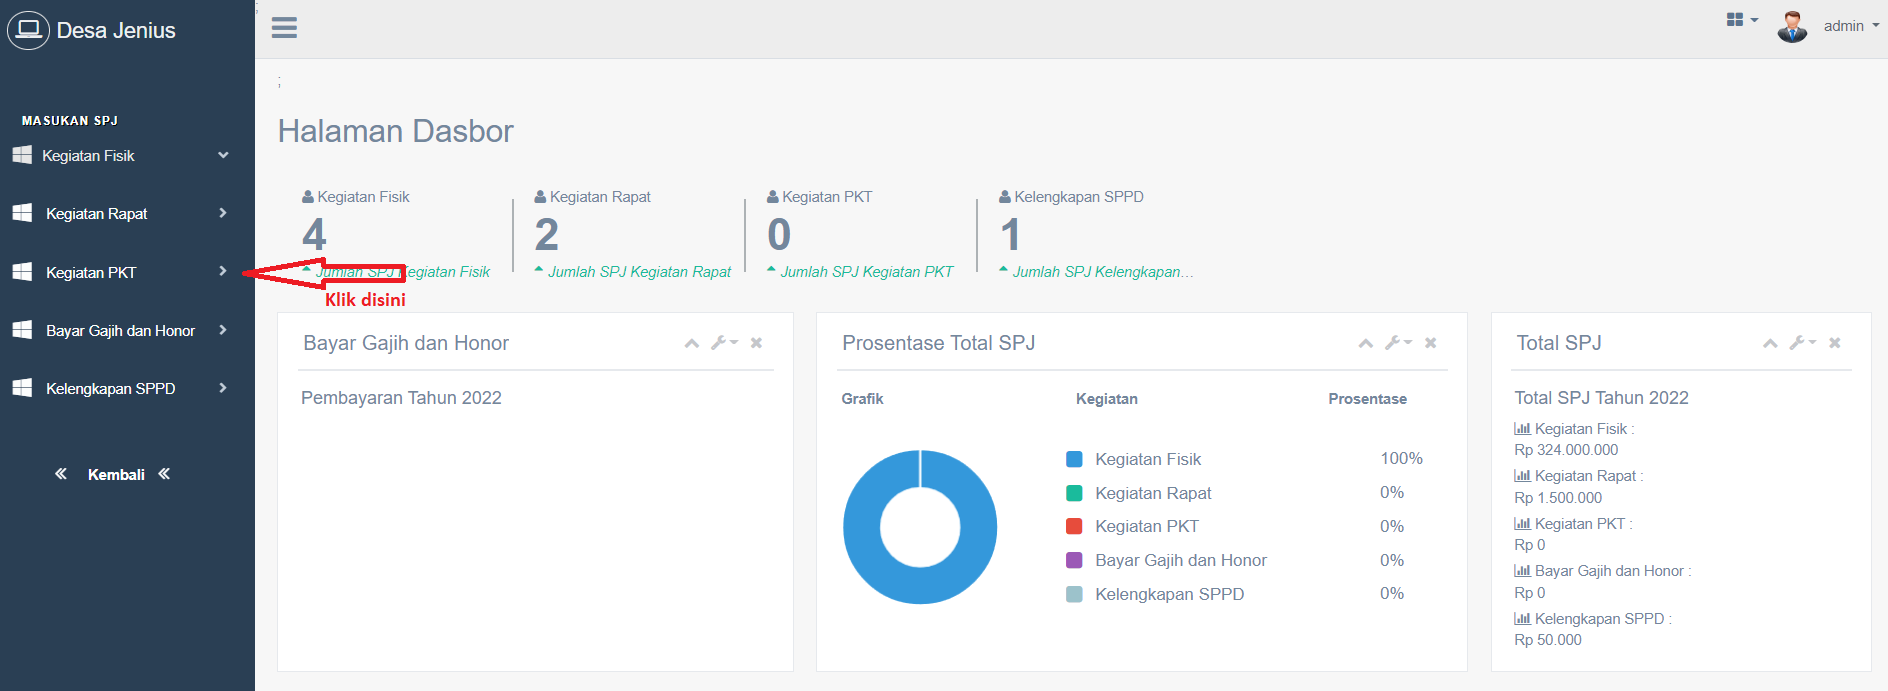 Desa Jenius
;
admin
MASUKAN SPJ
Kegiatan Fisik
Kegiatan Rapat
Kegiatan PKT
Bayar Gajih dan Honor
Kelengkapan SPPD
Kembali
;
Halaman Dasbor
Kegiatan Fisik
4
Jumlah SPJ Kegiatan Fisik
Kegiatan Rapat
2
Jumlah SPJ Kegiatan Rapat
Kegiatan PKT
0
Jumlah SPJ Kegiatan PKT
Kelengkapan SPPD
1
Jumlah SPJ Kelengkapan...
Klik disini
Bayar Gajih dan Honor
Pembayaran Tahun 2022
Prosentase Total SPJ
Grafik Kegiatan Prosentase
Kegiatan Fisik 100%
Kegiatan Rapat 0%
Kegiatan PKT 0%
Bayar Gajih dan Honor 0%
Kelengkapan SPPD 0%
Total SPJ
Total SPJ Tahun 2022
Kegiatan Fisik :
Rp 324.000.000
Kegiatan Rapat :
Rp 1.500.000
Kegiatan PKT :
Rp 0
Bayar Gajih dan Honor :
Rp 0
Kelengkapan SPPD :
Rp 50.000